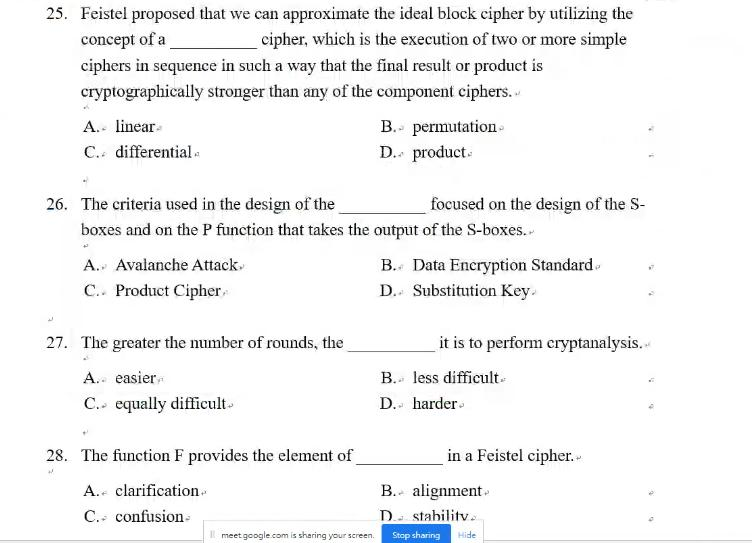 25. Feistel proposed that we can approximate the ideal block cipher by utilizing the
concept of a __________ cipher, which is the execution of two or more simple
ciphers in sequence in such a way that the final result or product is
cryptographically stronger than any of the component ciphers.
A. linear B. permutation
C. differential D. product
26. The criteria used in the design of the __________ focused on the design of the S-
boxes and on the P function that takes the output of the S-boxes.
A. Avalanche Attack B. Data Encryption Standard
C. Product Cipher D. Substitution Key
27. The greater the number of rounds, the __________ it is to perform cryptanalysis.
A. easier B. less difficult
C. equally difficult D. harder
28. The function F provides the element of __________ in a Feistel cipher.
A. clarification B. alignment
C. confusion D. stability
meet.google.com is sharing your screen. Stop sharing Hide